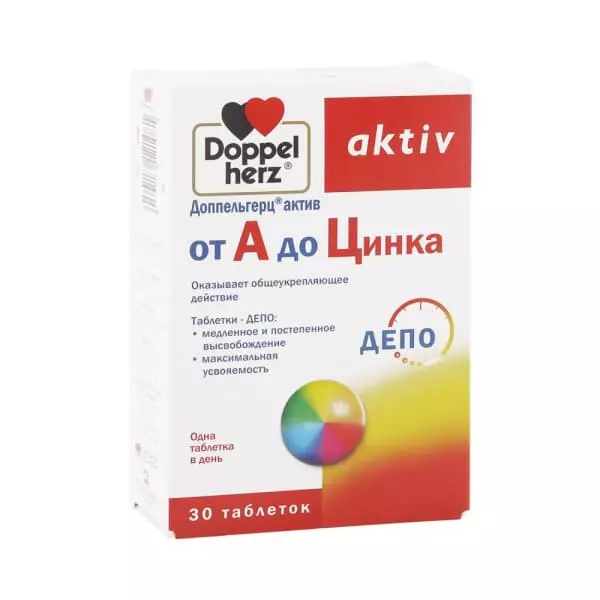 Doppel
herz®
aktiv
Доппельгерц® актив
от А до Цинка
Оказывает общеукрепляющее
действие
Таблетки - ДЕПО:
• медленное и постепенное
высвобождение
• максимальная
усвояемость
ДЕПО
Одна
таблетка
в день
30 таблеток